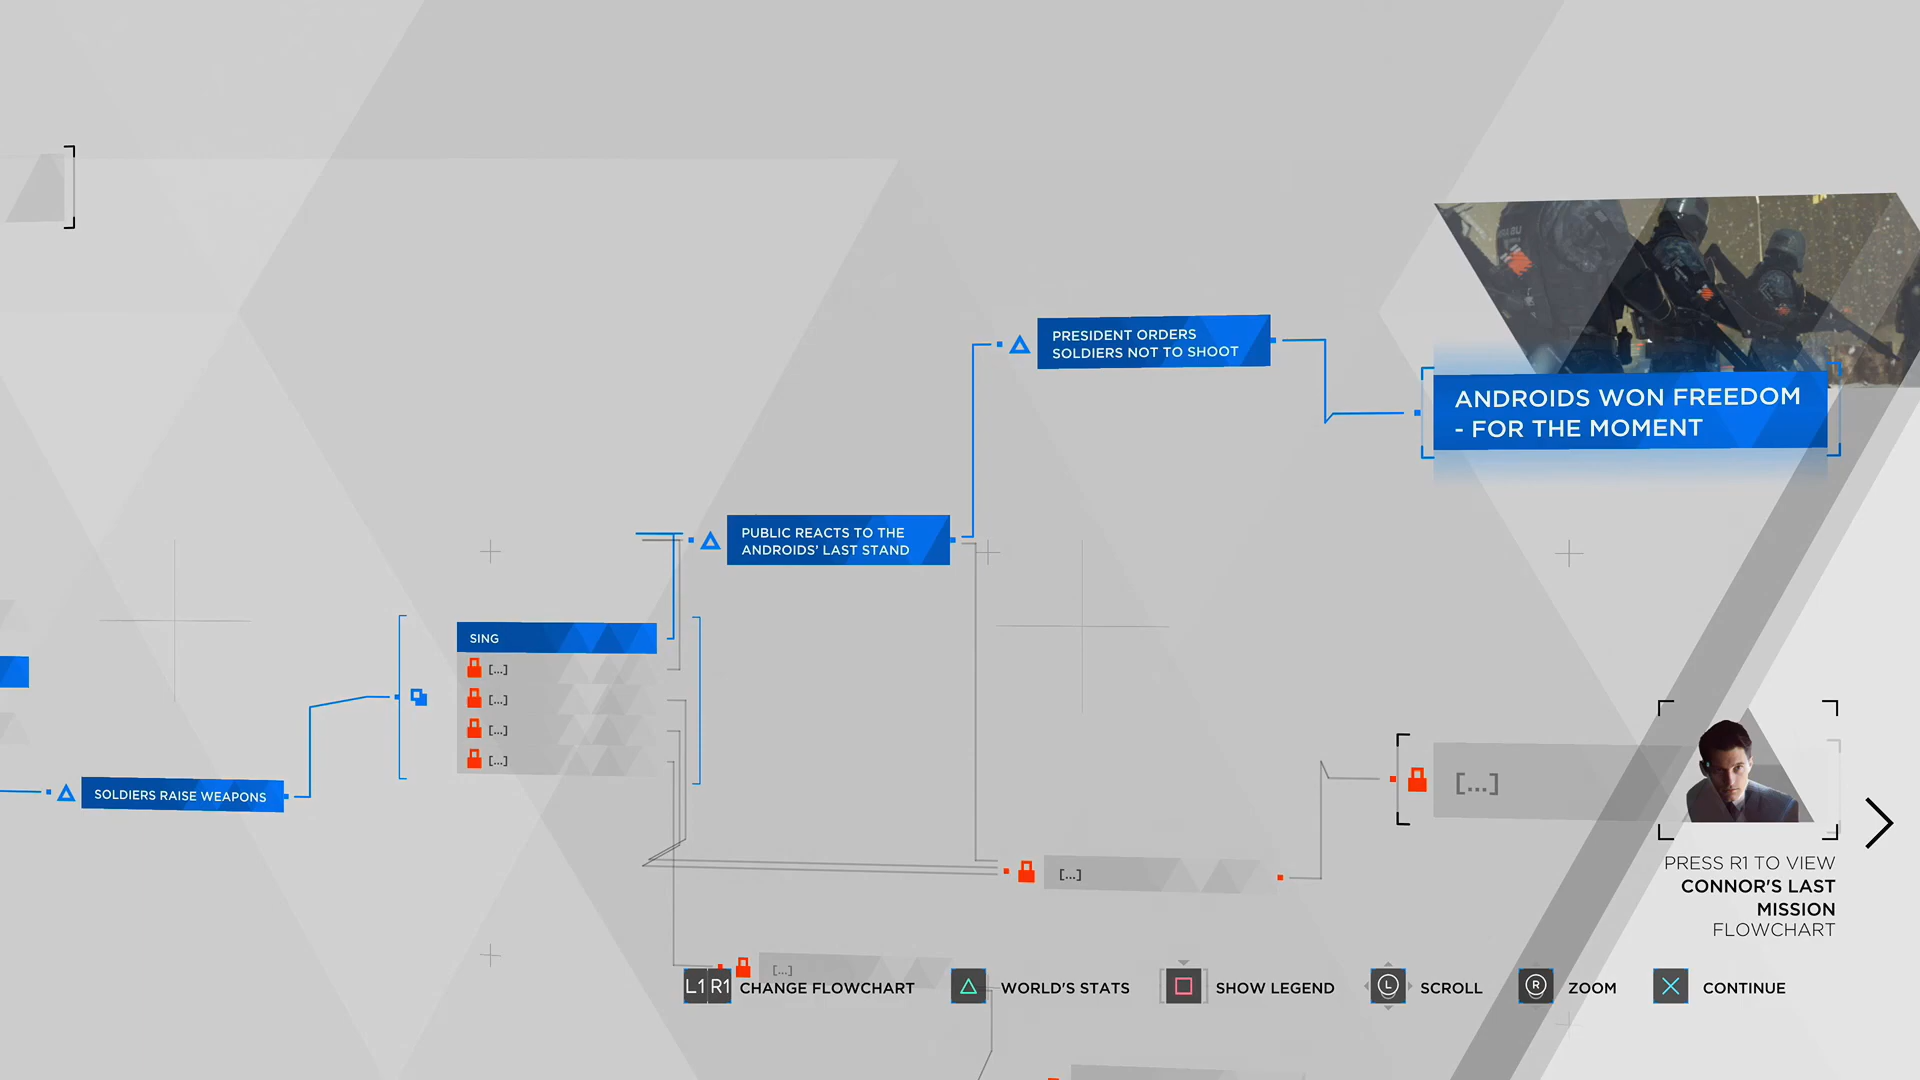 PRESIDENT ORDERS
SOLDIERS NOT TO SHOOT
ANDROIDS WON FREEDOM
- FOR THE MOMENT
PUBLIC REACTS TO THE
ANDROIDS' LAST STAND
SING
[...]
[...]
[...]
[...]
SOLDIERS RAISE WEAPONS
[...]
[...]
PRESS R1 TO VIEW
CONNOR'S LAST
MISSION
FLOWCHART
[...]
L1 R1 CHANGE FLOWCHART
WORLD'S STATS
SHOW LEGEND
L SCROLL
R ZOOM
CONTINUE